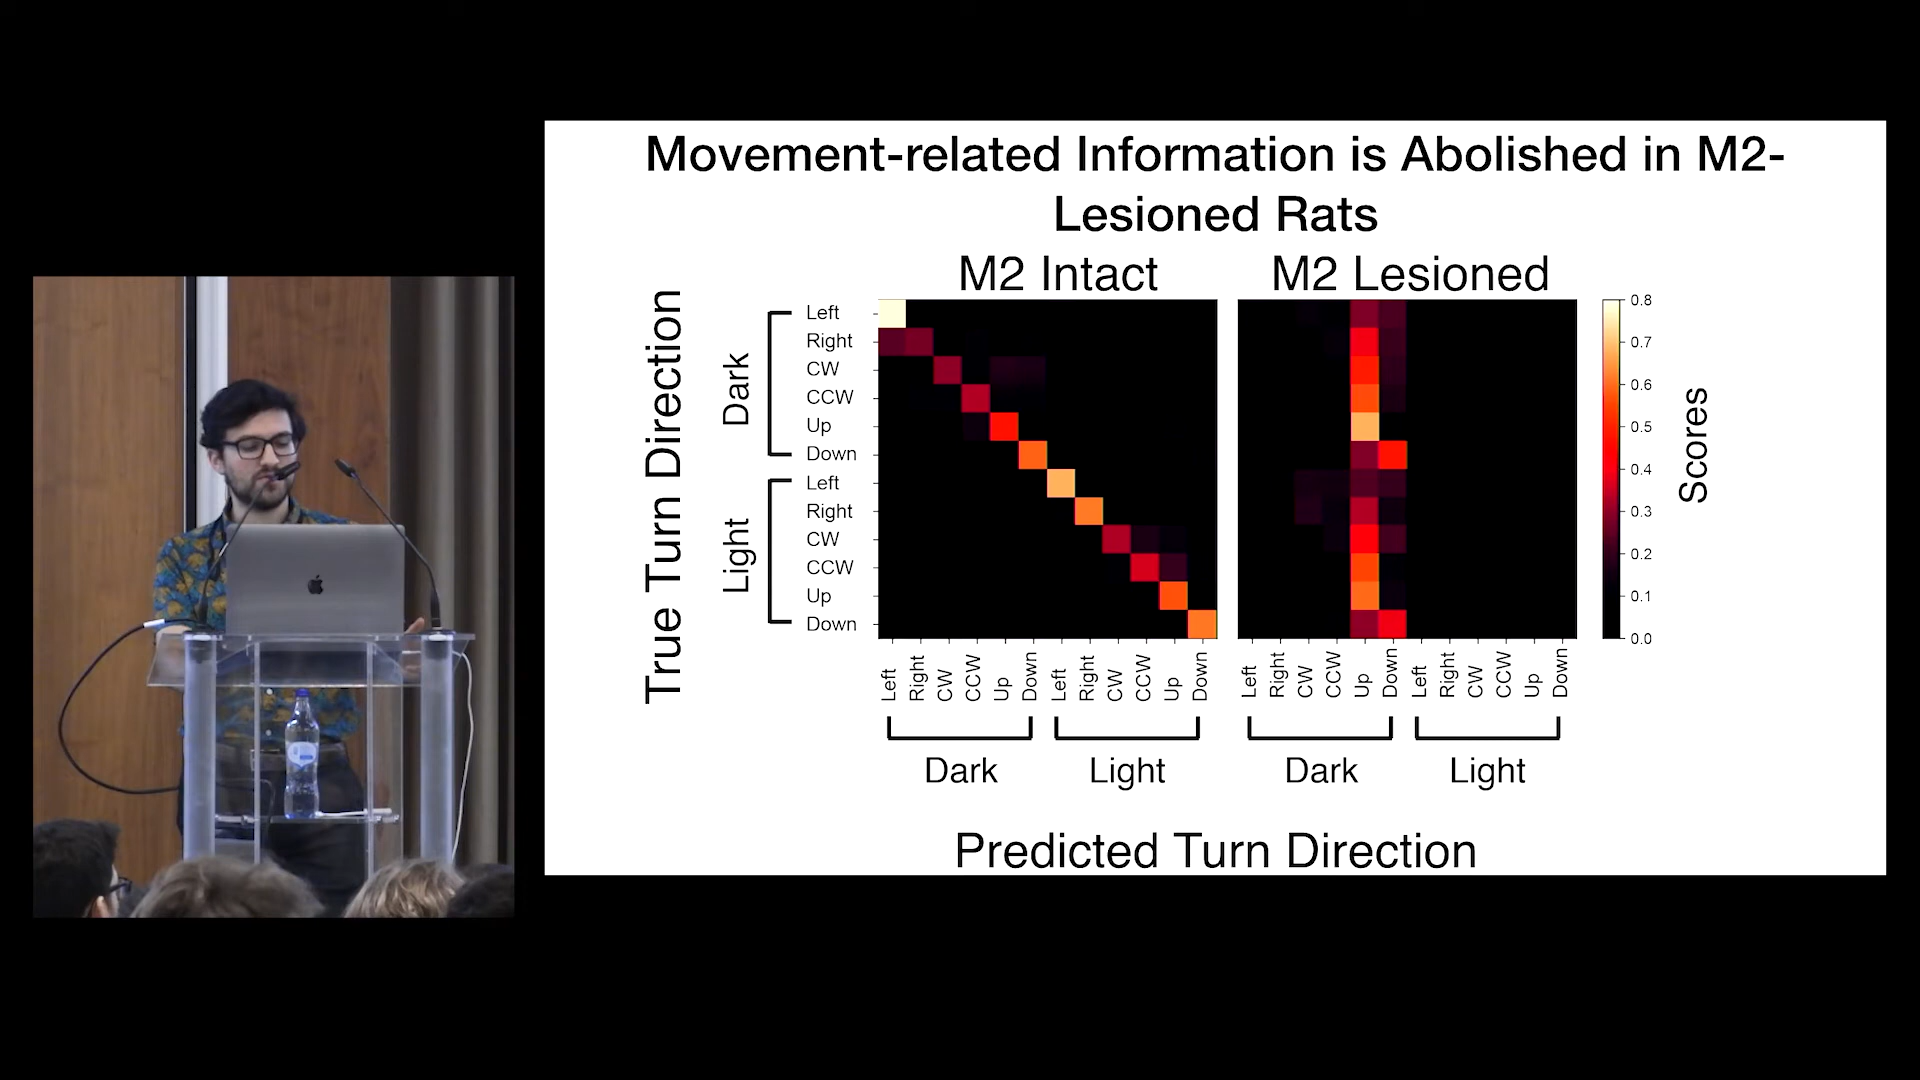 Movement-related Information is Abolished in M2-
Lesioned Rats
M2 Intact
M2 Lesioned
True Turn Direction
Dark
Left
Right
CW
CCW
Up
Down
Light
Left
Right
CW
CCW
Up
Down
0.8
0.7
0.6
0.5
0.4
0.3
0.2
0.1
0.0
Scores
Left
Right
CW
CCW
Up
Down
Left
Right
CW
CCW
Up
Down
Left
Right
CW
CCW
Up
Down
Left
Right
CW
CCW
Up
Down
Dark
Light
Dark
Light
Predicted Turn Direction